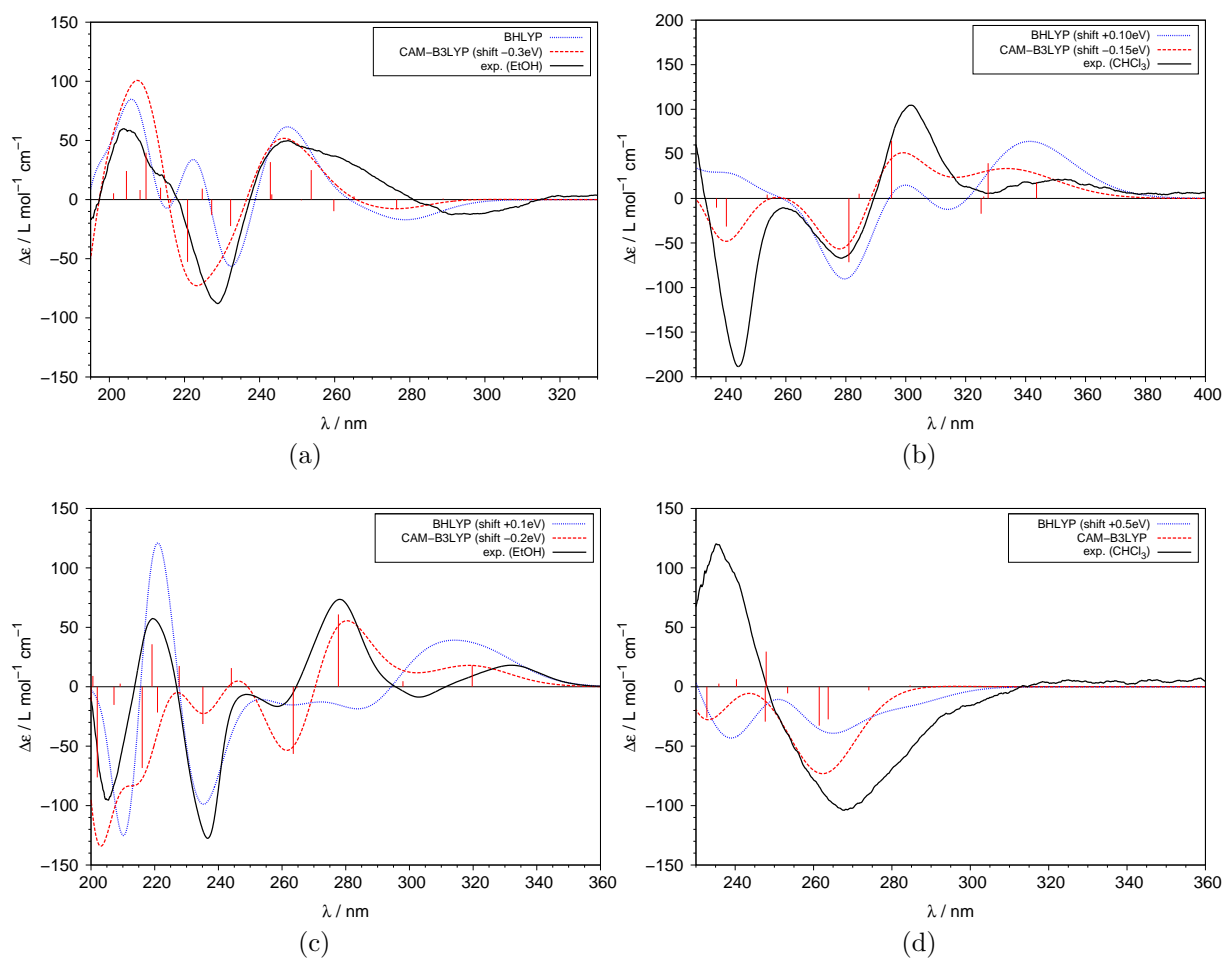 BHLYP
CAM−B3LYP (shift −0.3eV)
exp. (EtOH)
150
100
50
0
−50
−100
−150
200 220 240 260 280 300 320
Δε / L mol⁻¹ cm⁻¹
λ / nm
(a)
BHLYP (shift +0.10eV)
CAM−B3LYP (shift −0.15eV)
exp. (CHCl₃)
200
150
100
50
0
−50
−100
−150
−200
240 260 280 300 320 340 360 380 400
Δε / L mol⁻¹ cm⁻¹
λ / nm
(b)
BHLYP (shift +0.1eV)
CAM−B3LYP (shift −0.2eV)
exp. (EtOH)
150
100
50
0
−50
−100
−150
200 220 240 260 280 300 320 340 360
Δε / L mol⁻¹ cm⁻¹
λ / nm
(c)
BHLYP (shift +0.5eV)
CAM−B3LYP
exp. (CHCl₃)
150
100
50
0
−50
−100
−150
240 260 280 300 320 340 360
Δε / L mol⁻¹ cm⁻¹
λ / nm
(d)